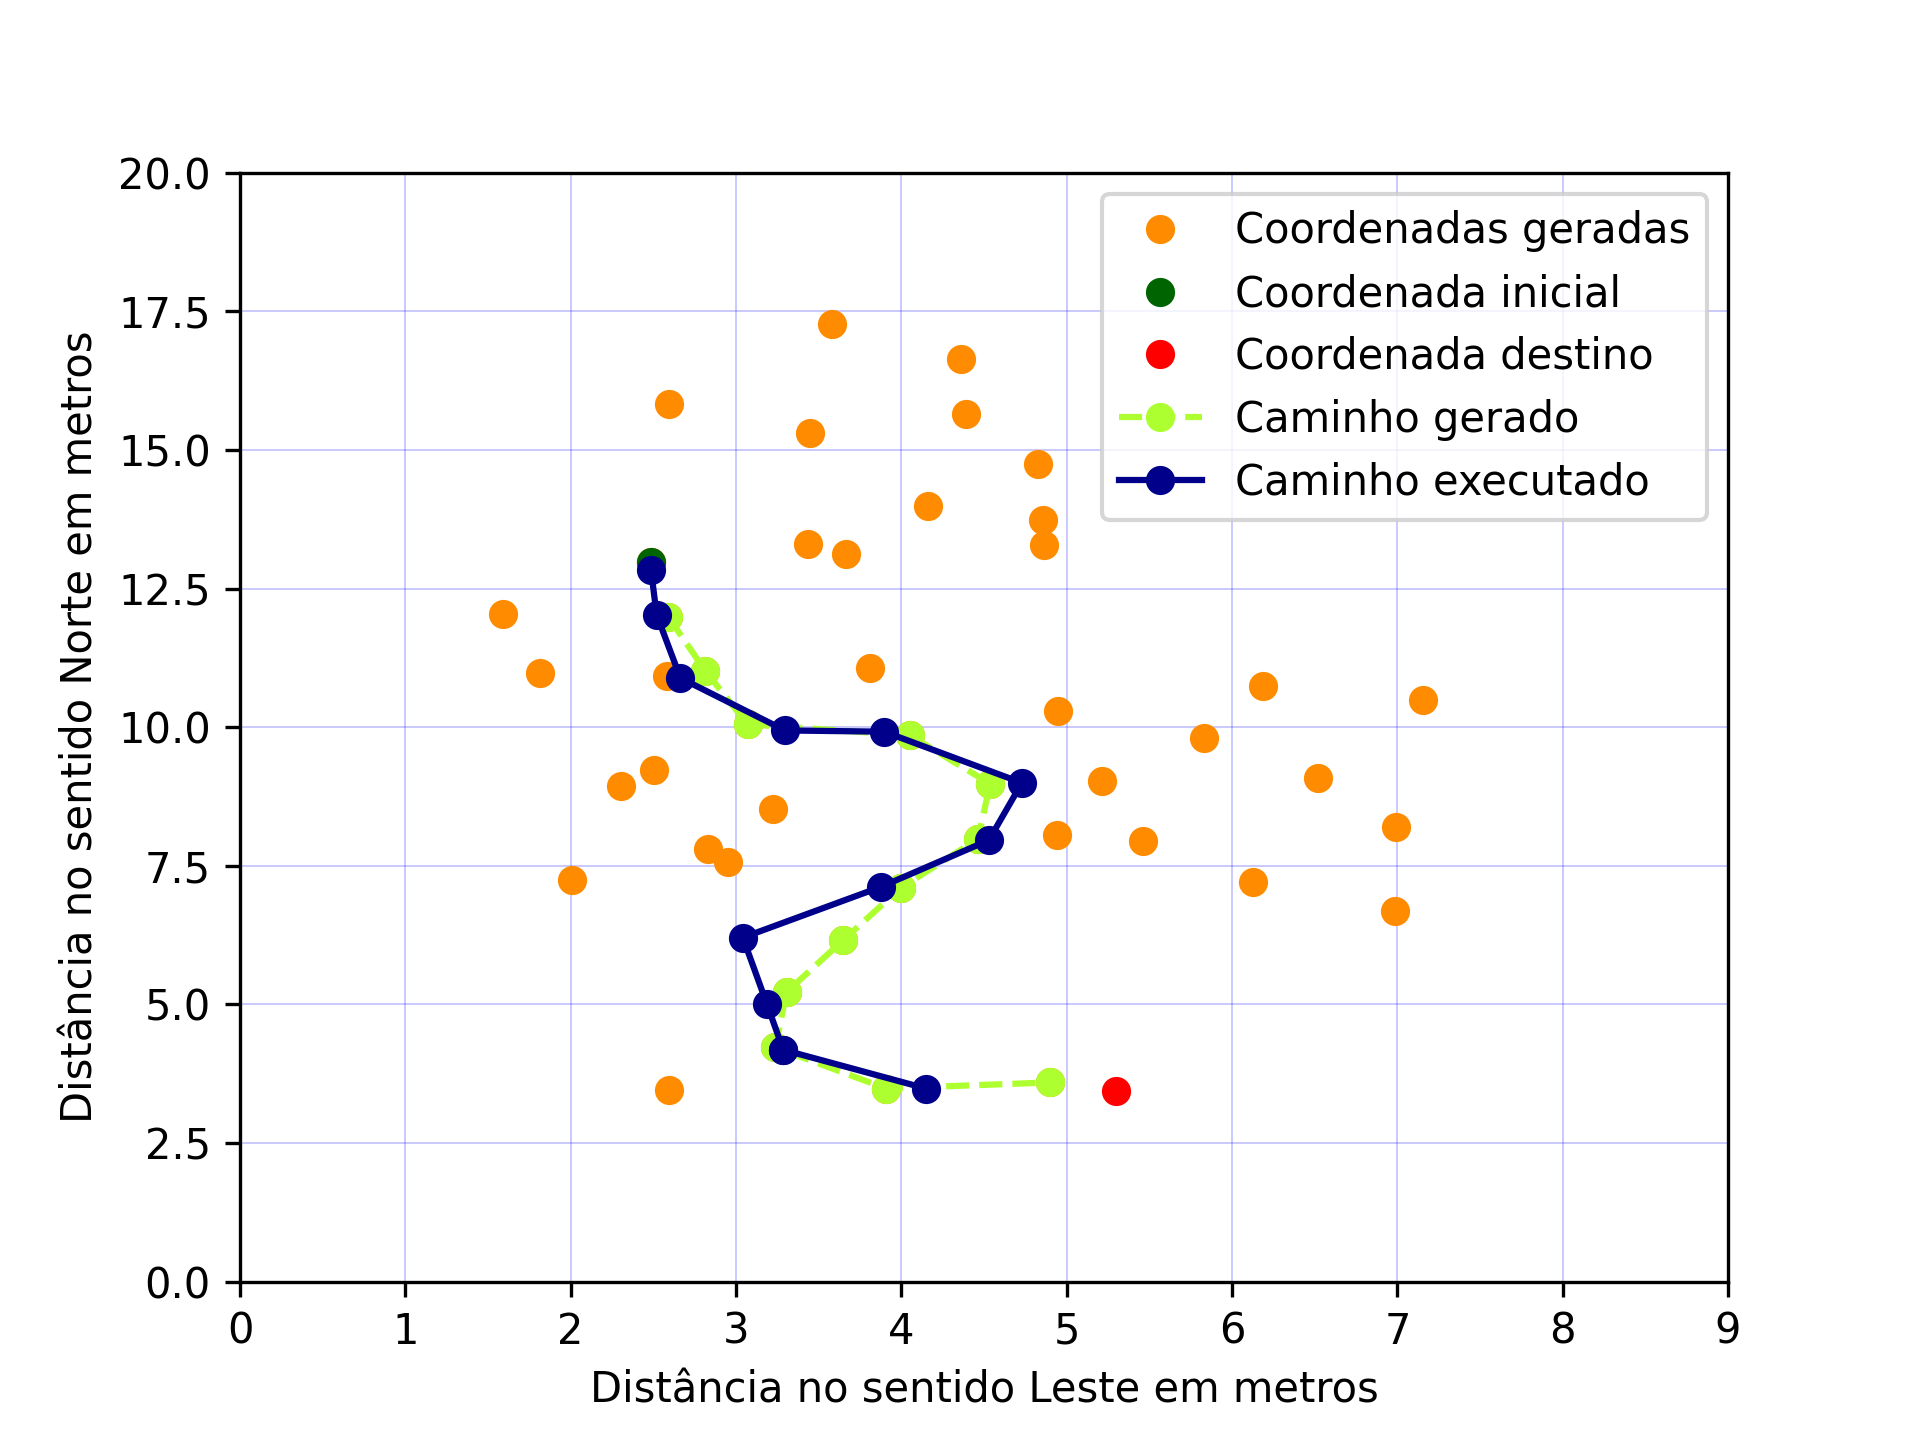 Coordenadas geradas
Coordenada inicial
Coordenada destino
Caminho gerado
Caminho executado
20.0
17.5
15.0
12.5
10.0
7.5
5.0
2.5
0.0
Distância no sentido Norte em metros
0 1 2 3 4 5 6 7 8 9
Distância no sentido Leste em metros